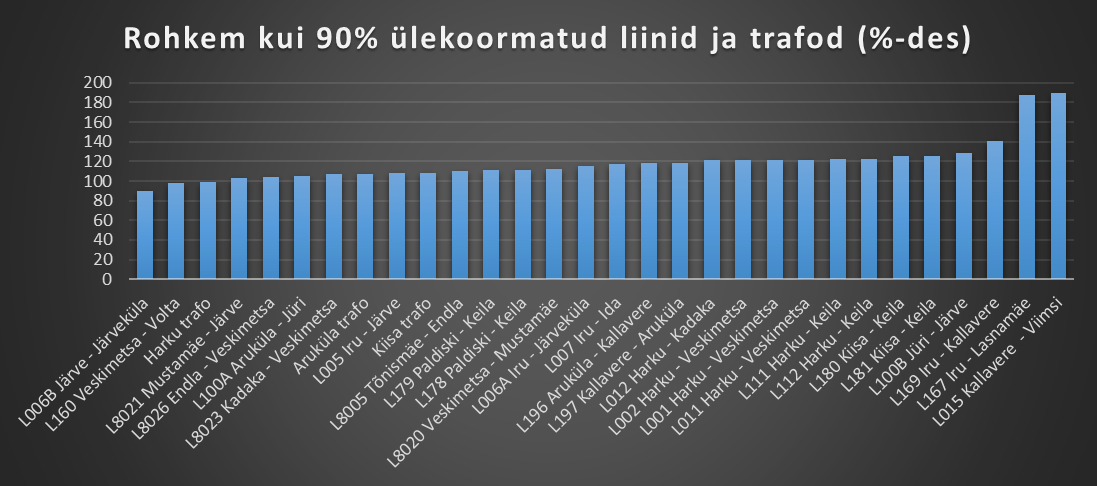 Rohkem kui 90% ülekoormatud liinid ja trafod (%-des)
200
180
160
140
120
100
80
60
40
20
0
L006B Järve - Järveküla
L160 Veskimetsa - Volta
Harku trafo
L8021 Mustamäe - Järve
L8026 Endla - Veskimetsa
L100A Aruküla - Jüri
L8023 Kadaka - Veskimetsa
Aruküla trafo
L005 Iru - Järve
Kiisa trafo
L8005 Tõnismäe - Endla
L179 Paldiski - Keila
L178 Paldiski - Keila
L8020 Veskimetsa - Mustamäe
L006A Iru - Järveküla
L007 Iru - Ida
L196 Aruküla - Kallavere
L197 Kallavere - Aruküla
L012 Harku - Kadaka
L002 Harku - Veskimetsa
L001 Harku - Veskimetsa
L011 Harku - Veskimetsa
L111 Harku - Keila
L112 Harku - Keila
L180 Kiisa - Keila
L181 Kiisa - Keila
L100B Jüri - Järve
L169 Iru - Kallavere
L167 Iru - Lasnamäe
L015 Kallavere - Viimsi